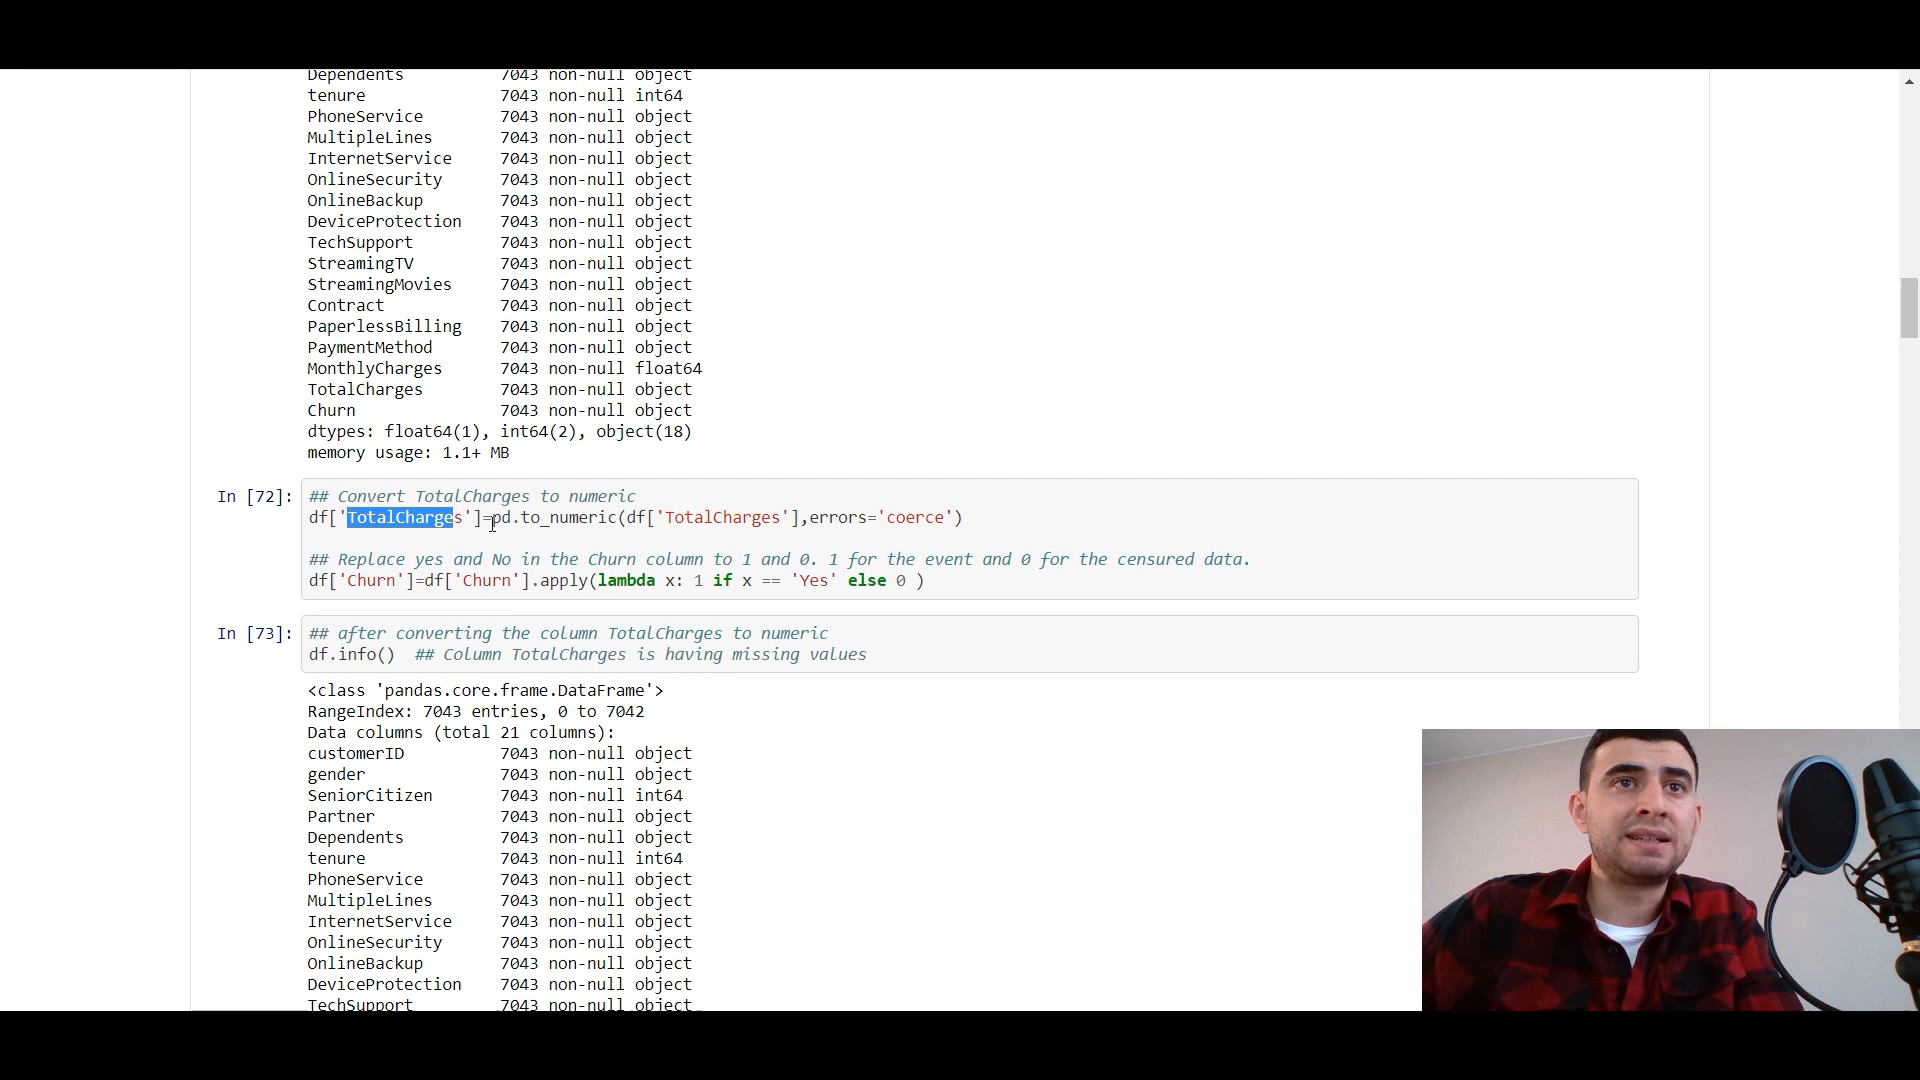 Dependents 7043 non-null object
tenure 7043 non-null int64
PhoneService 7043 non-null object
MultipleLines 7043 non-null object
InternetService 7043 non-null object
OnlineSecurity 7043 non-null object
OnlineBackup 7043 non-null object
DeviceProtection 7043 non-null object
TechSupport 7043 non-null object
StreamingTV 7043 non-null object
StreamingMovies 7043 non-null object
Contract 7043 non-null object
PaperlessBilling 7043 non-null object
PaymentMethod 7043 non-null object
MonthlyCharges 7043 non-null float64
TotalCharges 7043 non-null object
Churn 7043 non-null object
dtypes: float64(1), int64(2), object(18)
memory usage: 1.1+ MB
In [72]: ## Convert TotalCharges to numeric
df['TotalCharges']=pd.to_numeric(df['TotalCharges'],errors='coerce')
## Replace yes and No in the Churn column to 1 and 0. 1 for the event and 0 for the censured data.
df['Churn']=df['Churn'].apply(lambda x: 1 if x == 'Yes' else 0 )
In [73]: ## after converting the column TotalCharges to numeric
df.info() ## Column TotalCharges is having missing values
<class 'pandas.core.frame.DataFrame'>
RangeIndex: 7043 entries, 0 to 7042
Data columns (total 21 columns):
customerID 7043 non-null object
gender 7043 non-null object
SeniorCitizen 7043 non-null int64
Partner 7043 non-null object
Dependents 7043 non-null object
tenure 7043 non-null int64
PhoneService 7043 non-null object
MultipleLines 7043 non-null object
InternetService 7043 non-null object
OnlineSecurity 7043 non-null object
OnlineBackup 7043 non-null object
DeviceProtection 7043 non-null object
TechSupport 7043 non-null object